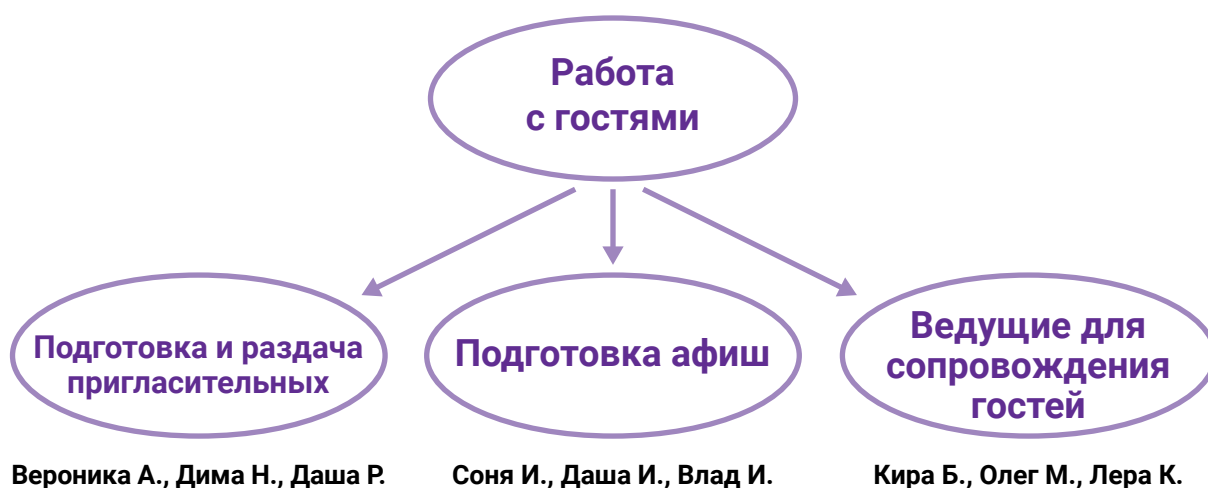 Работа
с гостями
Подготовка и раздача
пригласительных
Подготовка афиш
Ведущие для
сопровождения
гостей
Вероника А., Дима Н., Даша Р.
Соня И., Даша И., Влад И.
Кира Б., Олег М., Лера К.